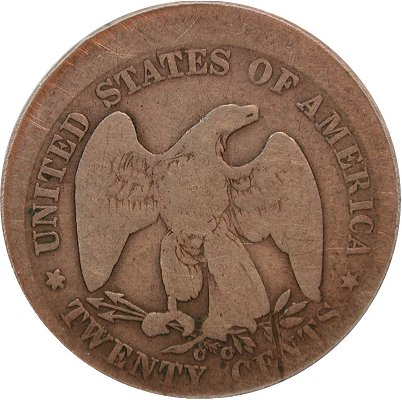 UNITED STATES OF AMERICA
CC
TWENTY CENTS